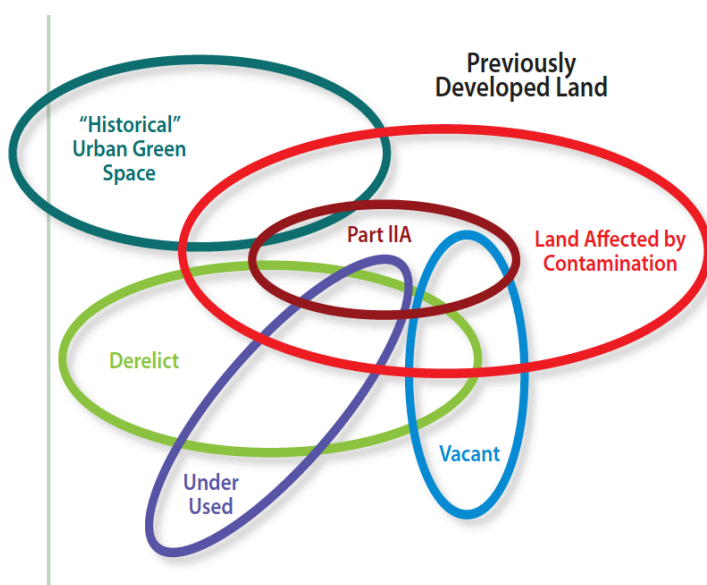 Previously
Developed Land
“Historical”
Urban Green
Space
Part IIA
Land Affected by
Contamination
Derelict
Vacant
Under
Used